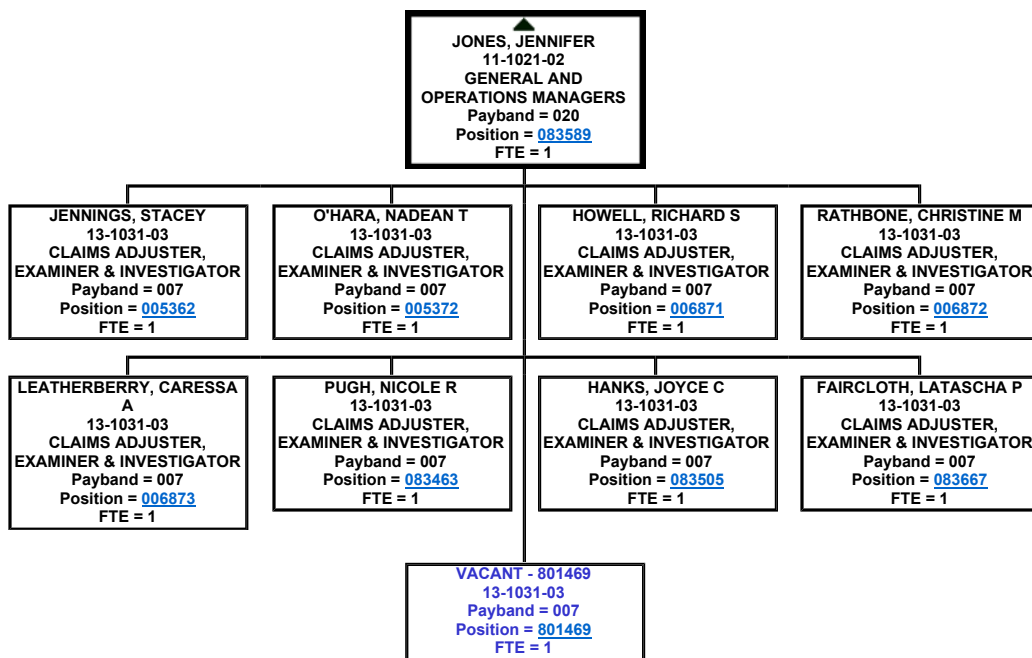 JONES, JENNIFER
11-1021-02
GENERAL AND
OPERATIONS MANAGERS
Payband = 020
Position = 083589
FTE = 1
JENNINGS, STACEY
13-1031-03
CLAIMS ADJUSTER,
EXAMINER & INVESTIGATOR
Payband = 007
Position = 005362
FTE = 1
O'HARA, NADEAN T
13-1031-03
CLAIMS ADJUSTER,
EXAMINER & INVESTIGATOR
Payband = 007
Position = 005372
FTE = 1
HOWELL, RICHARD S
13-1031-03
CLAIMS ADJUSTER,
EXAMINER & INVESTIGATOR
Payband = 007
Position = 006871
FTE = 1
RATHBONE, CHRISTINE M
13-1031-03
CLAIMS ADJUSTER,
EXAMINER & INVESTIGATOR
Payband = 007
Position = 006872
FTE = 1
LEATHERBERRY, CARESSA
A
13-1031-03
CLAIMS ADJUSTER,
EXAMINER & INVESTIGATOR
Payband = 007
Position = 006873
FTE = 1
PUGH, NICOLE R
13-1031-03
CLAIMS ADJUSTER,
EXAMINER & INVESTIGATOR
Payband = 007
Position = 083463
FTE = 1
HANKS, JOYCE C
13-1031-03
CLAIMS ADJUSTER,
EXAMINER & INVESTIGATOR
Payband = 007
Position = 083505
FTE = 1
FAIRCLOTH, LATASCHA P
13-1031-03
CLAIMS ADJUSTER,
EXAMINER & INVESTIGATOR
Payband = 007
Position = 083667
FTE = 1
VACANT - 801469
13-1031-03
Payband = 007
Position = 801469
FTE = 1